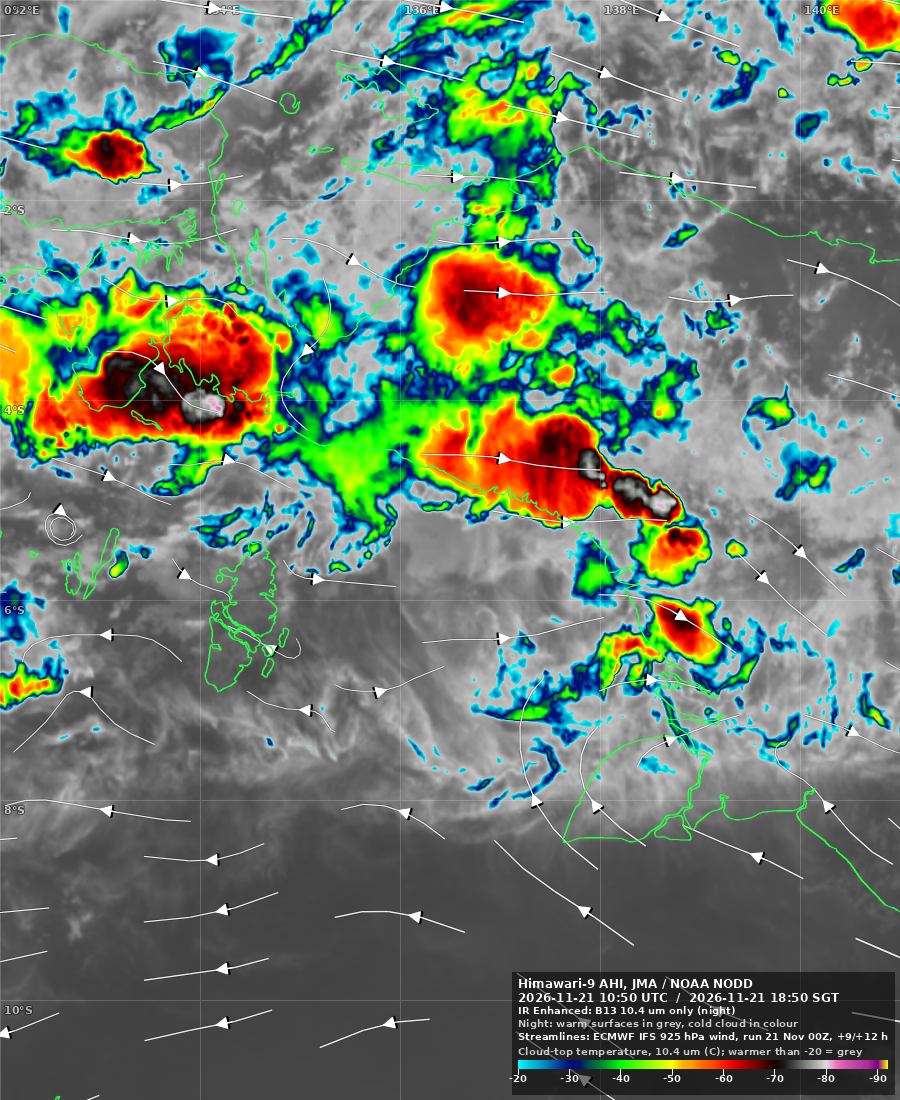 132°E 134°E 136°E 138°E 140°E
0°
2°S
4°S
6°S
8°S
10°S
Himawari-9 AHI, JMA / NOAA NODD
2026-11-21 10:50 UTC / 2026-11-21 18:50 SGT
IR Enhanced: B13 10.4 um only (night)
Night: warm surfaces in grey, cold cloud in colour
Streamlines: ECMWF IFS 925 hPa wind, run 21 Nov 00Z, +9/+12 h
Cloud-top temperature, 10.4 um (C); warmer than -20 = grey
-20 -30 -40 -50 -60 -70 -80 -90